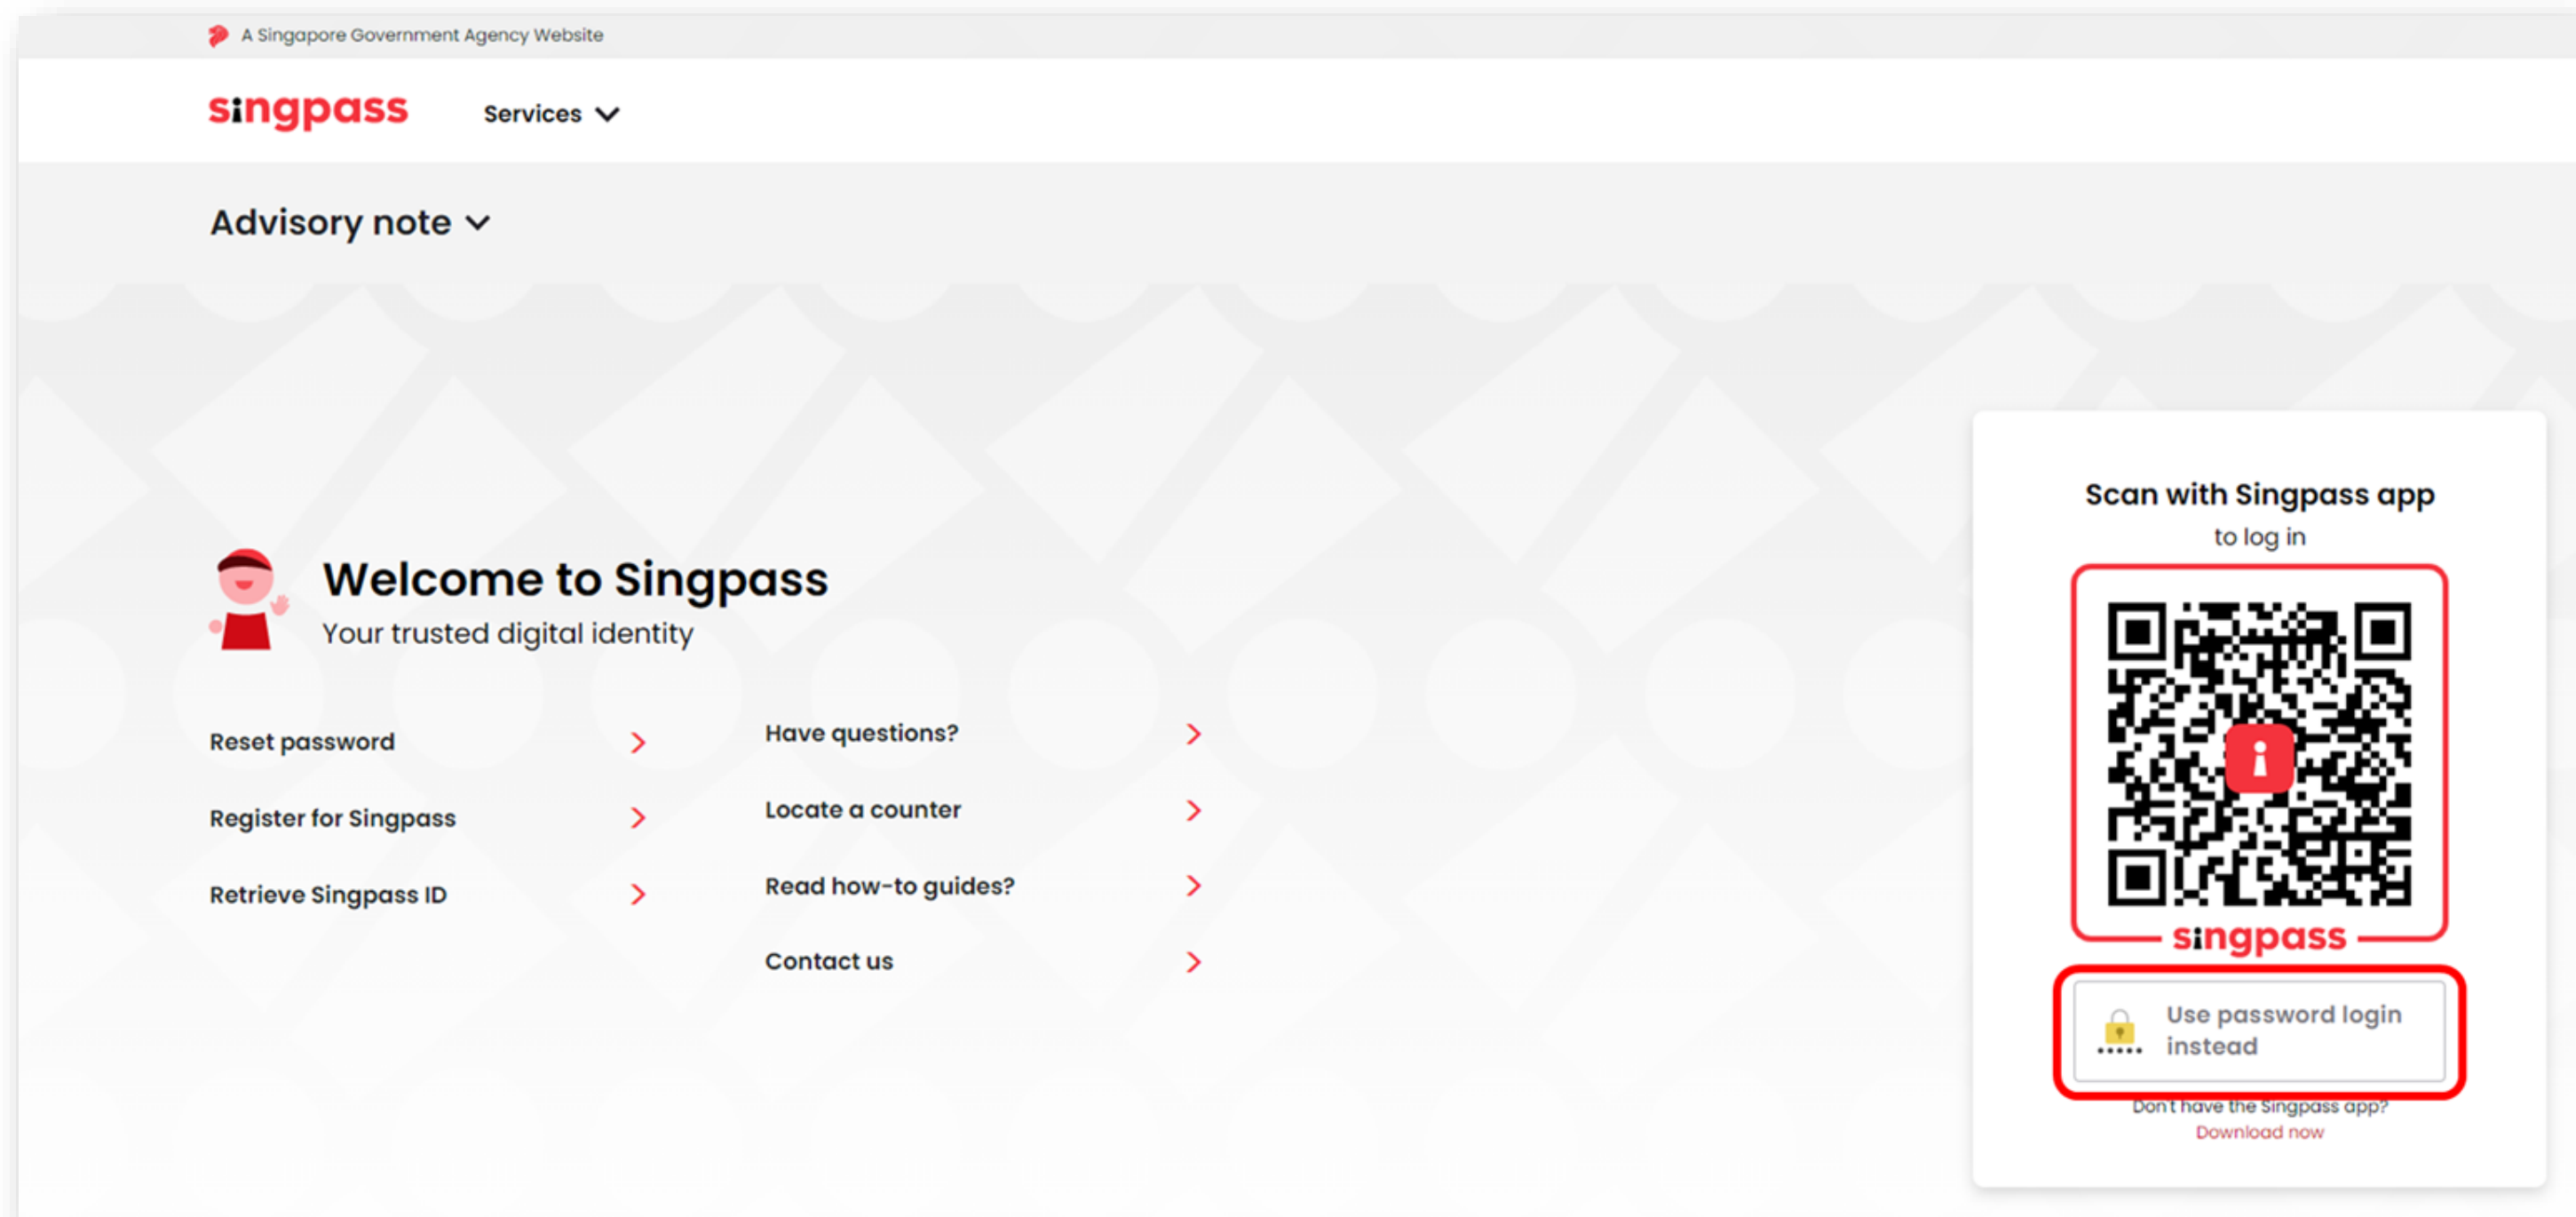 A Singapore Government Agency Website
singpass
Services
Advisory note
Welcome to Singpass
Your trusted digital identity
Reset password
Register for Singpass
Retrieve Singpass ID
Have questions?
Locate a counter
Read how-to guides?
Contact us
Scan with Singpass app
to log in
singpass
Use password login
instead
Don't have the Singpass app?
Download now